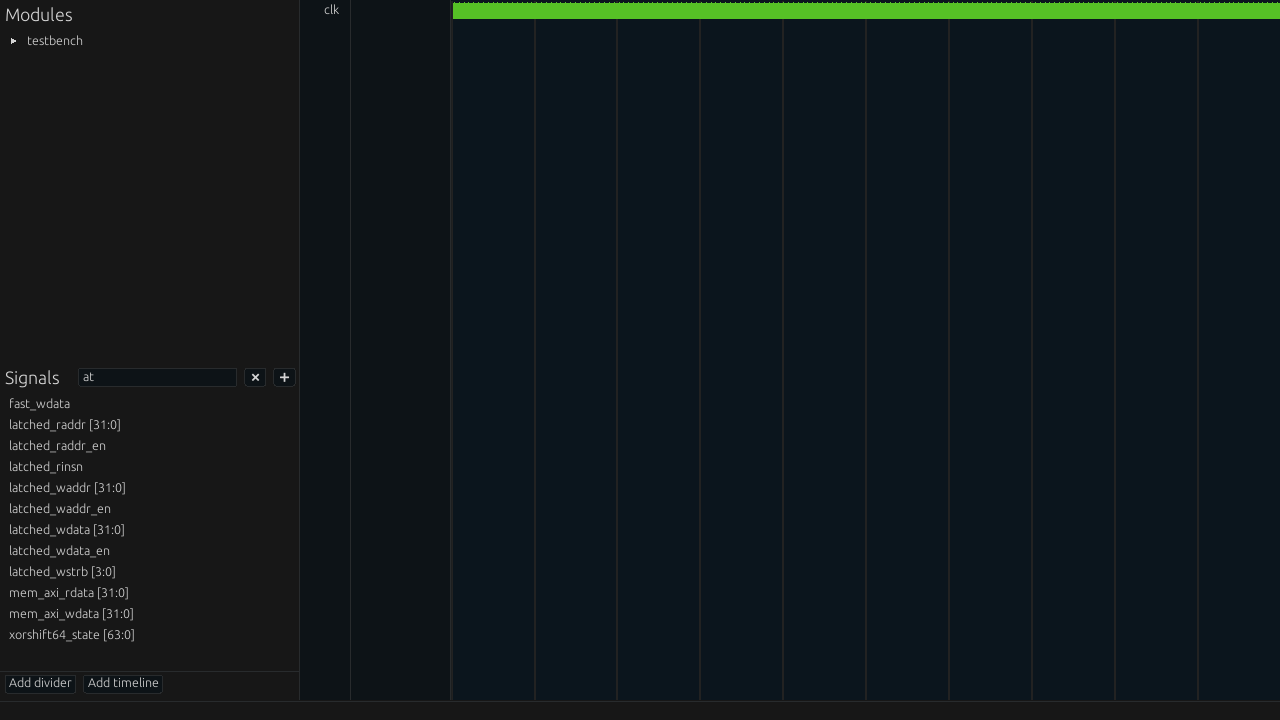 Modules
testbench
clk
Signals at
fast_wdata
latched_raddr [31:0]
latched_raddr_en
latched_rinsn
latched_waddr [31:0]
latched_waddr_en
latched_wdata [31:0]
latched_wdata_en
latched_wstrb [3:0]
mem_axi_rdata [31:0]
mem_axi_wdata [31:0]
xorshift64_state [63:0]
Add divider Add timeline